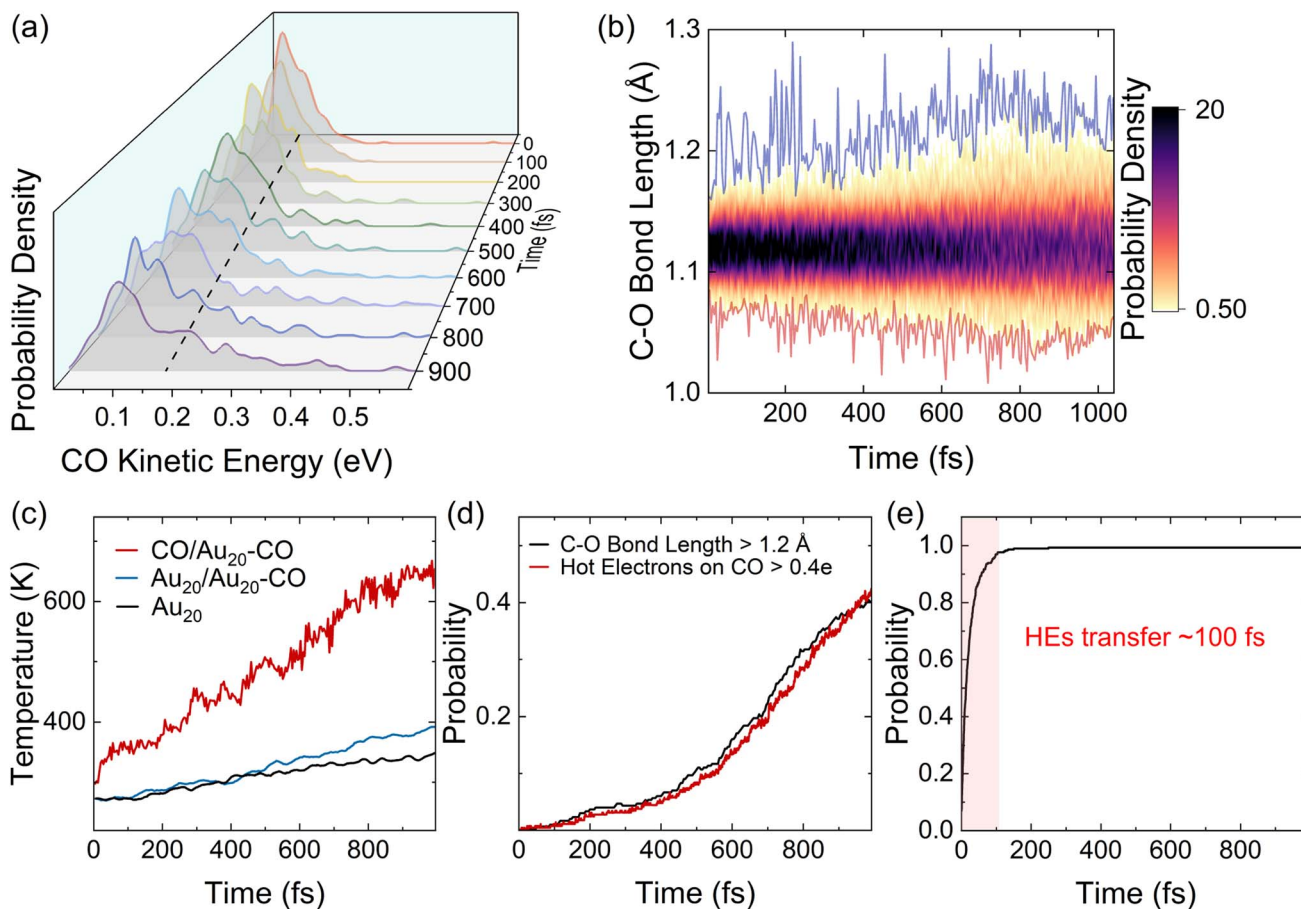 (a)
Probability Density
CO Kinetic Energy (eV)
0.1 0.2 0.3 0.4 0.5
Time (fs)
0
100
200
300
400
500
600
700
800
900
(b)
C-O Bond Length (Å)
1.3
1.2
1.1
1.0
200 400 600 800 1000
Time (fs)
Probability Density
20
0.50
(c)
Temperature (K)
600
400
CO/Au₂₀-CO
Au₂₀/Au₂₀-CO
Au₂₀
0 200 400 600 800
Time (fs)
(d)
Probability
0.4
0.2
C-O Bond Length > 1.2 Å
Hot Electrons on CO > 0.4e
0 200 400 600 800
Time (fs)
(e)
Probability
1.0
0.8
0.6
0.4
0.2
0.0
HEs transfer ~100 fs
0 200 400 600 800
Time (fs)